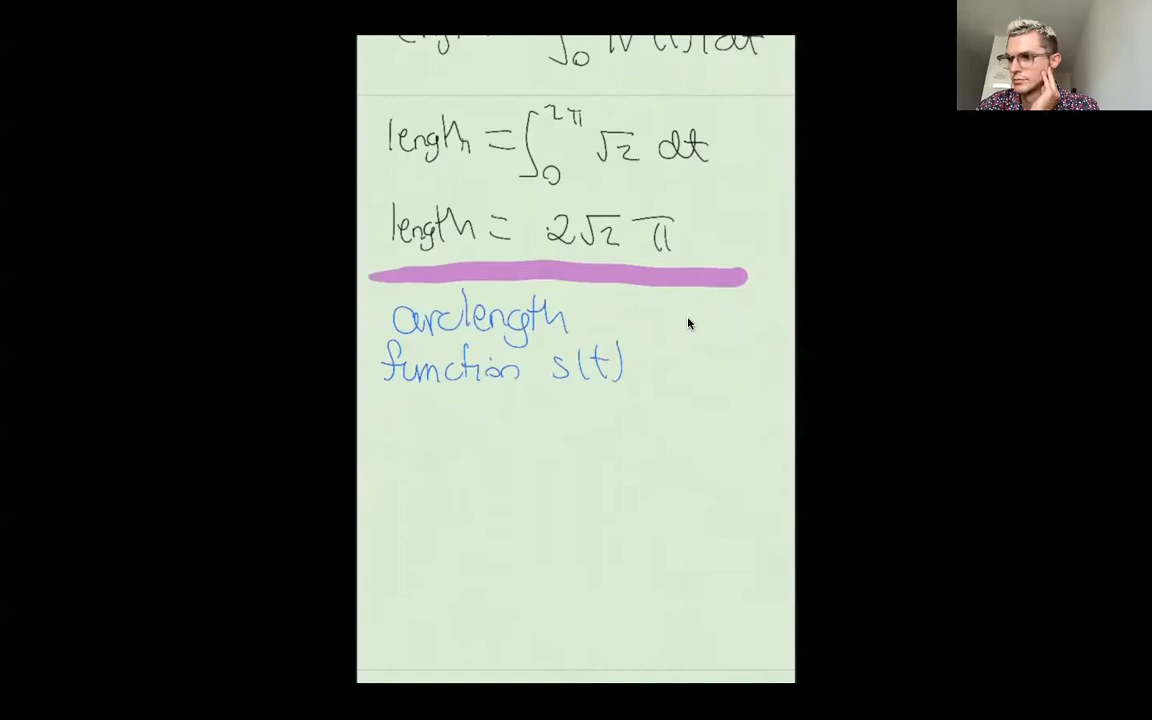 length = ∫₀^2π √2 dt
length = 2√2 π
arclength
function s(t)